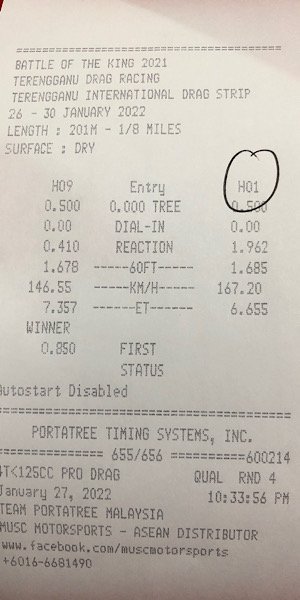 BATTLE OF THE KING 2021
TERENGGANU DRAG RACING
TERENGGANU INTERNATIONAL DRAG STRIP
26 - 30 JANUARY 2022
LENGTH : 201M - 1/8 MILES
SURFACE : DRY
H09 Entry H01
0.500 0.000 TREE 0.500
0.00 DIAL-IN 0.00
0.410 REACTION 1.962
1.678 -----60FT----- 1.685
146.55 -----KM/H----- 167.20
7.357 ------ET------ 6.655
WINNER
0.850 FIRST
STATUS
Autostart Disabled
PORTATREE TIMING SYSTEMS, INC.
============ 655/656 ==========600214
4T<125CC PRO DRAG QUAL RND 4
January 27, 2022 10:33:56 PM
TEAM PORTATREE MALAYSIA
MUSC MOTORSPORTS - ASEAN DISTRIBUTOR
www.facebook.com/muscmotorsports
+6016-6681490